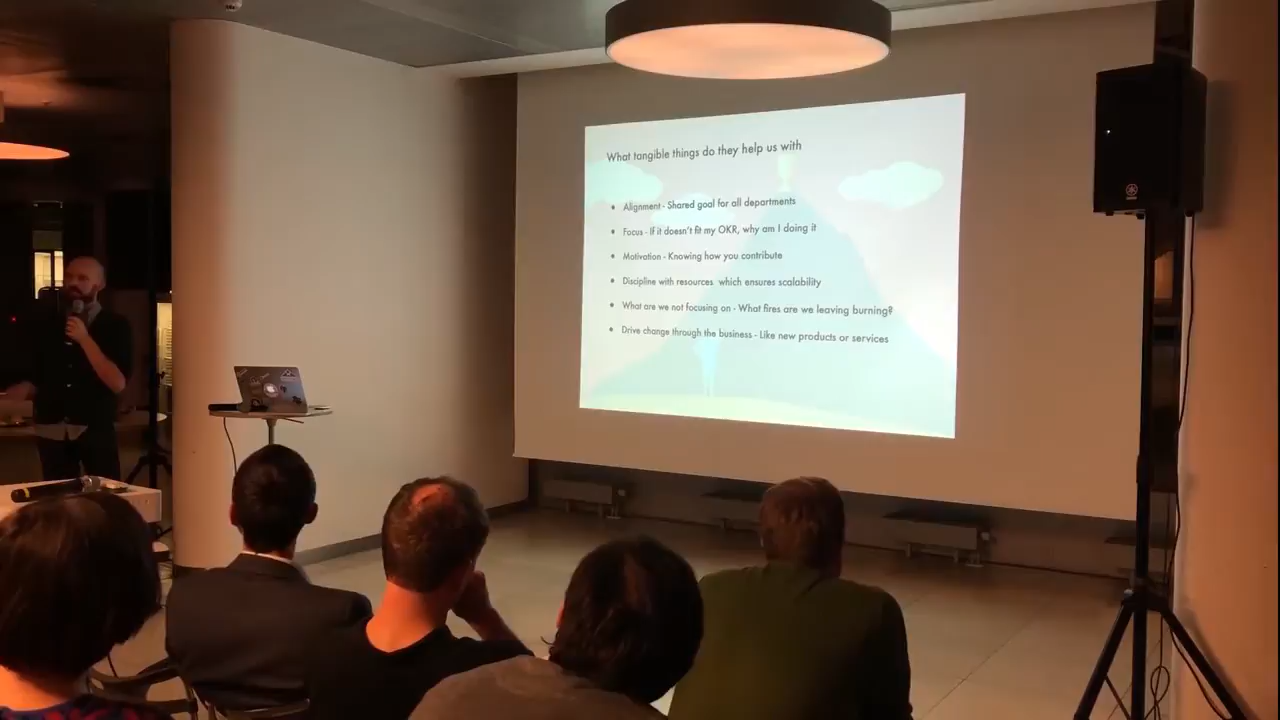 What tangible things do they help us with
Alignment - Shared goal for all departments
Focus - If it doesn't fit my OKR, why am I doing it
Motivation - Knowing how you contribute
Discipline with resources which ensures scalability
What are we not focusing on - What fires are we leaving burning?
Drive change through the business - Like new products or services